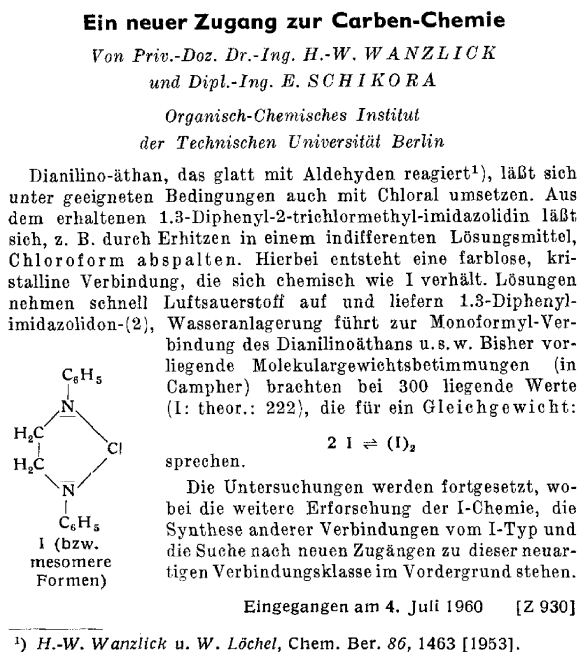 Ein neuer Zugang zur Carben-Chemie
Von Priv.-Doz. Dr.-Ing. H.-W. WANZLICK
und Dipl.-Ing. E. SCHIKORA
Organisch-Chemisches Institut
der Technischen Universität Berlin
Dianilino-äthan, das glatt mit Aldehyden reagiert¹), läßt sich
unter geeigneten Bedingungen auch mit Chloral umsetzen. Aus
dem erhaltenen 1.3-Diphenyl-2-trichlormethyl-imidazolidin läßt
sich, z. B. durch Erhitzen in einem indifferenten Lösungsmittel,
Chloroform abspalten. Hierbei entsteht eine farblose, kri-
stalline Verbindung, die sich chemisch wie I verhält. Lösungen
nehmen schnell Luftsauerstoff auf und liefern 1.3-Diphenyl-
imidazolidon-(2), Wasseranlagerung führt zur Monoformyl-Ver-
bindung des Dianilinoäthans u. s. w. Bisher vor-
liegende Molekulargewichtsbetimmungen (in
Campher) brachten bei 300 liegende Werte
(I: theor.: 222), die für ein Gleichgewicht:
2 I ⇌ (I)₂
sprechen.
Die Untersuchungen werden fortgesetzt, wo-
bei die weitere Erforschung der I-Chemie, die
Synthese anderer Verbindungen vom I-Typ und
die Suche nach neuen Zugängen zu dieser neuar-
tigen Verbindungsklasse im Vordergrund stehen.
C₆H₅
N
H₂C
CI
H₂C
N
C₆H₅
I (bzw.
mesomere
Formen)
Eingegangen am 4. Juli 1960 [Z 930]
¹) H.-W. Wanzlick u. W. Löchel, Chem. Ber. 86, 1463 [1953].